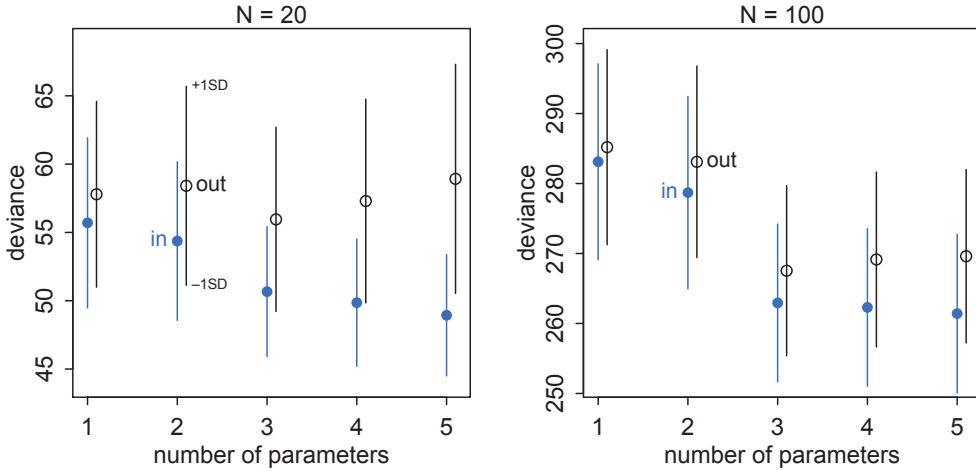 N = 20
deviance
65
60
55
50
45
+1SD
out
in
–1SD
1 2 3 4 5
number of parameters
N = 100
deviance
300
290
280
270
260
250
out
in
1 2 3 4 5
number of parameters